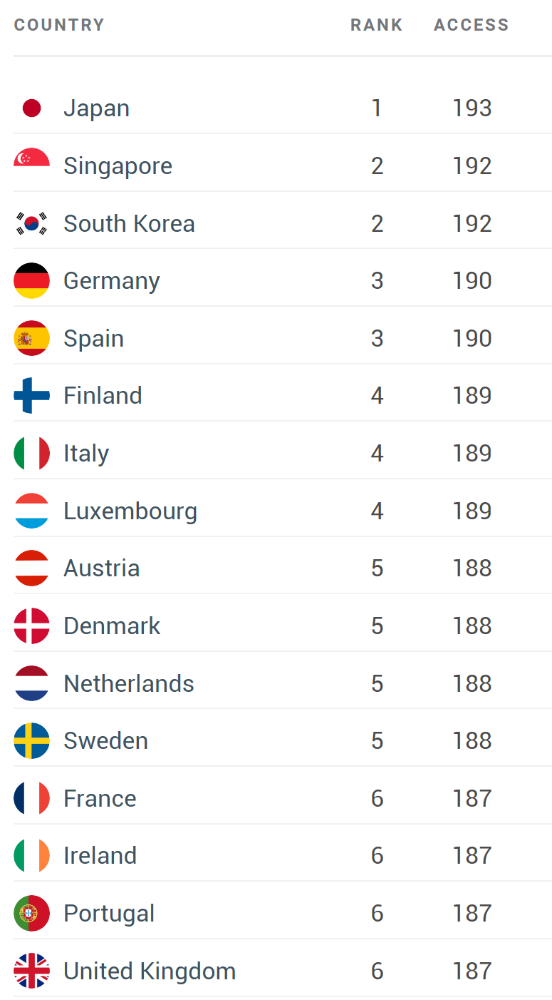 COUNTRY RANK ACCESS
Japan 1 193
Singapore 2 192
South Korea 2 192
Germany 3 190
Spain 3 190
Finland 4 189
Italy 4 189
Luxembourg 4 189
Austria 5 188
Denmark 5 188
Netherlands 5 188
Sweden 5 188
France 6 187
Ireland 6 187
Portugal 6 187
United Kingdom 6 187